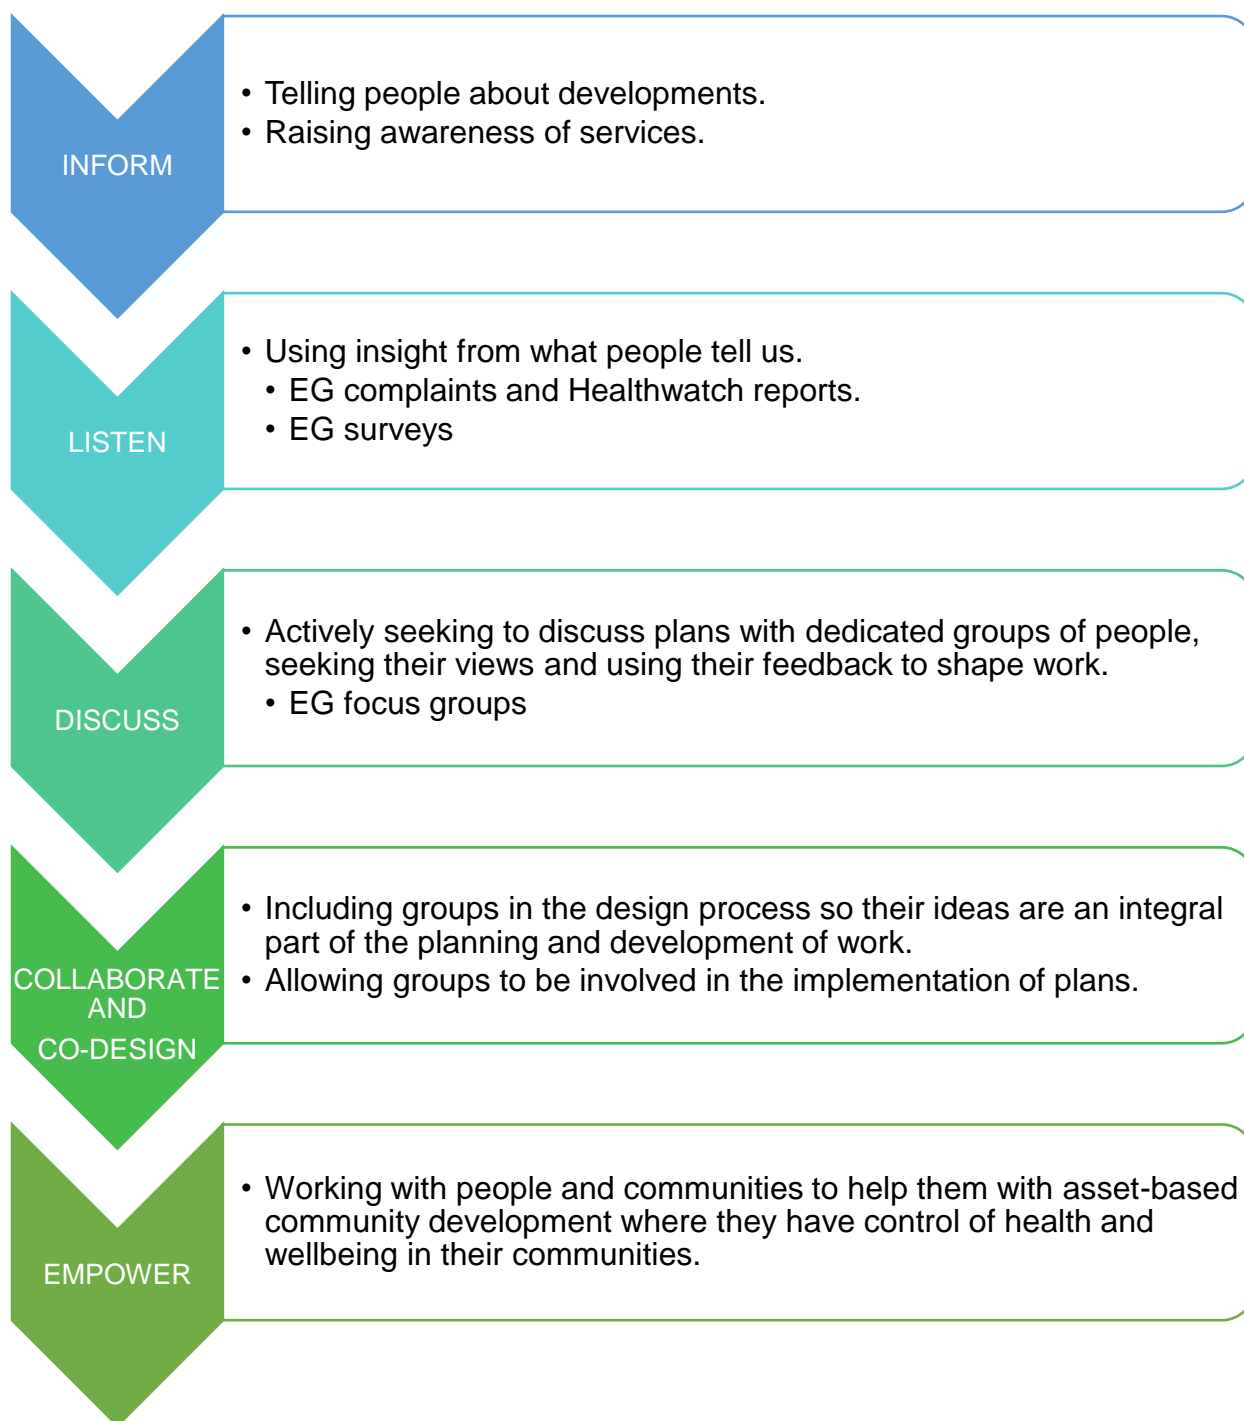 INFORM
• Telling people about developments.
• Raising awareness of services.
LISTEN
• Using insight from what people tell us.
• EG complaints and Healthwatch reports.
• EG surveys
DISCUSS
• Actively seeking to discuss plans with dedicated groups of people,
seeking their views and using their feedback to shape work.
• EG focus groups
COLLABORATE
AND
CO-DESIGN
• Including groups in the design process so their ideas are an integral
part of the planning and development of work.
• Allowing groups to be involved in the implementation of plans.
EMPOWER
• Working with people and communities to help them with asset-based
community development where they have control of health and
wellbeing in their communities.